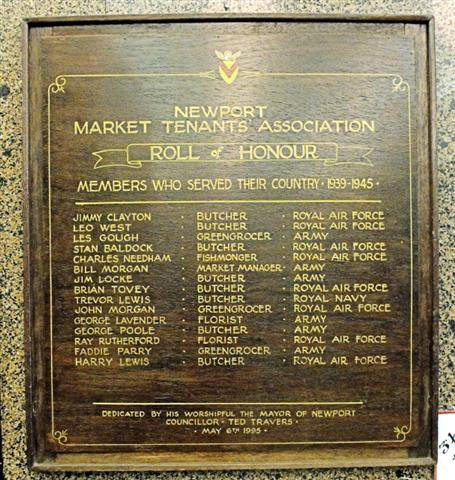 NEWPORT
MARKET TENANTS' ASSOCIATION
ROLL of HONOUR
MEMBERS WHO SERVED THEIR COUNTRY · 1939-1945 ·
JIMMY CLAYTON · BUTCHER · ROYAL AIR FORCE
LEO WEST · BUTCHER · ROYAL AIR FORCE
LES GOUGH · GREENGROCER · ARMY
STAN BALDOCK · BUTCHER · ROYAL AIR FORCE
CHARLES NEEDHAM · FISHMONGER · ROYAL AIR FORCE
BILL MORGAN · MARKET MANAGER · ARMY
JIM LOCKE · BUTCHER · ARMY
BRIAN TOVEY · BUTCHER · ROYAL AIR FORCE
TREVOR LEWIS · BUTCHER · ROYAL NAVY
JOHN MORGAN · GREENGROCER · ROYAL AIR FORCE
GEORGE LAVENDER · FLORIST · ARMY
GEORGE POOLE · BUTCHER · ARMY
RAY RUTHERFORD · FLORIST · ROYAL AIR FORCE
FADDIE PARRY · GREENGROCER · ARMY
HARRY LEWIS · BUTCHER · ROYAL AIR FORCE
DEDICATED BY HIS WORSHIPFUL THE MAYOR OF NEWPORT
COUNCILLOR · TED TRAVERS ·
· MAY 6TH 1995 ·